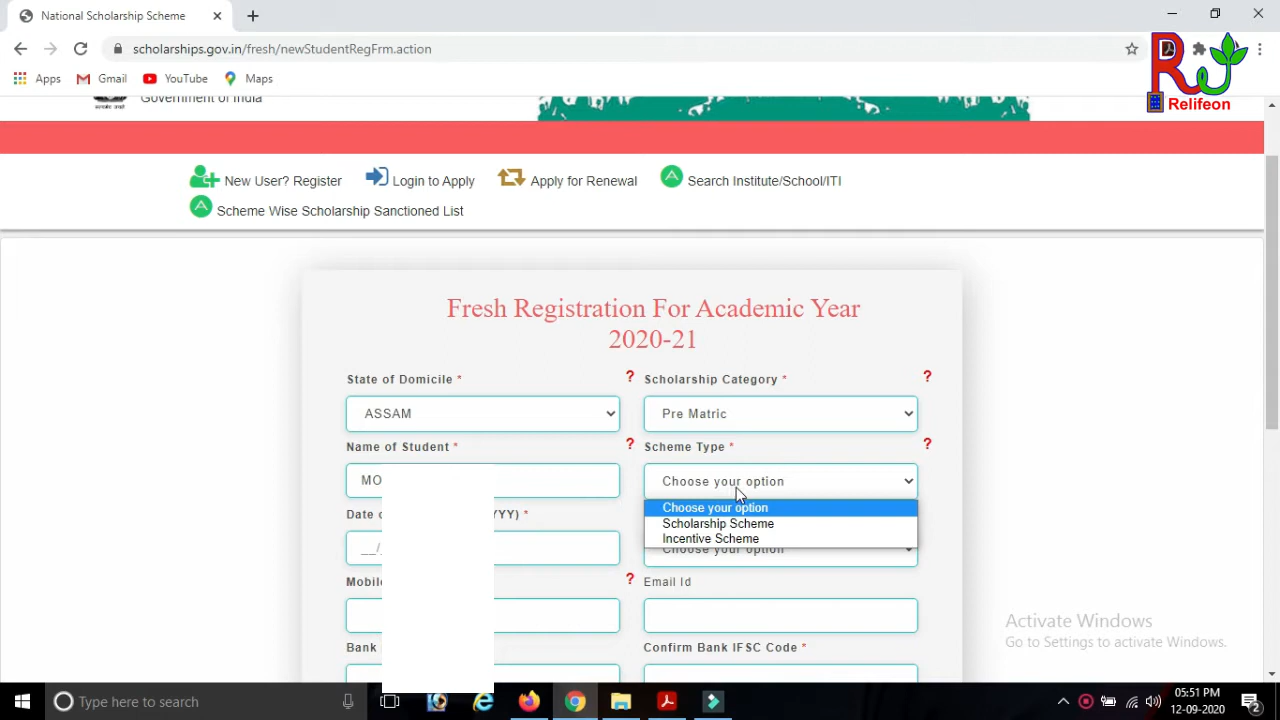 National Scholarship Scheme
scholarships.gov.in/fresh/newStudentRegFrm.action
Apps Gmail YouTube Maps
Relifeon
Government of India
New User? Register Login to Apply Apply for Renewal Search Institute/School/ITI
Scheme Wise Scholarship Sanctioned List
Fresh Registration For Academic Year
2020-21
State of Domicile * ? Scholarship Category * ?
ASSAM Pre Matric
Name of Student * ? Scheme Type * ?
MO Choose your option
Choose your option
Date YYY) * Scholarship Scheme
Incentive Scheme
__/ Choose your option
Mobile ? Email Id
Bank Confirm Bank IFSC Code *
Activate Windows
Go to Settings to activate Windows.
Type here to search
05:51 PM
12-09-2020
2